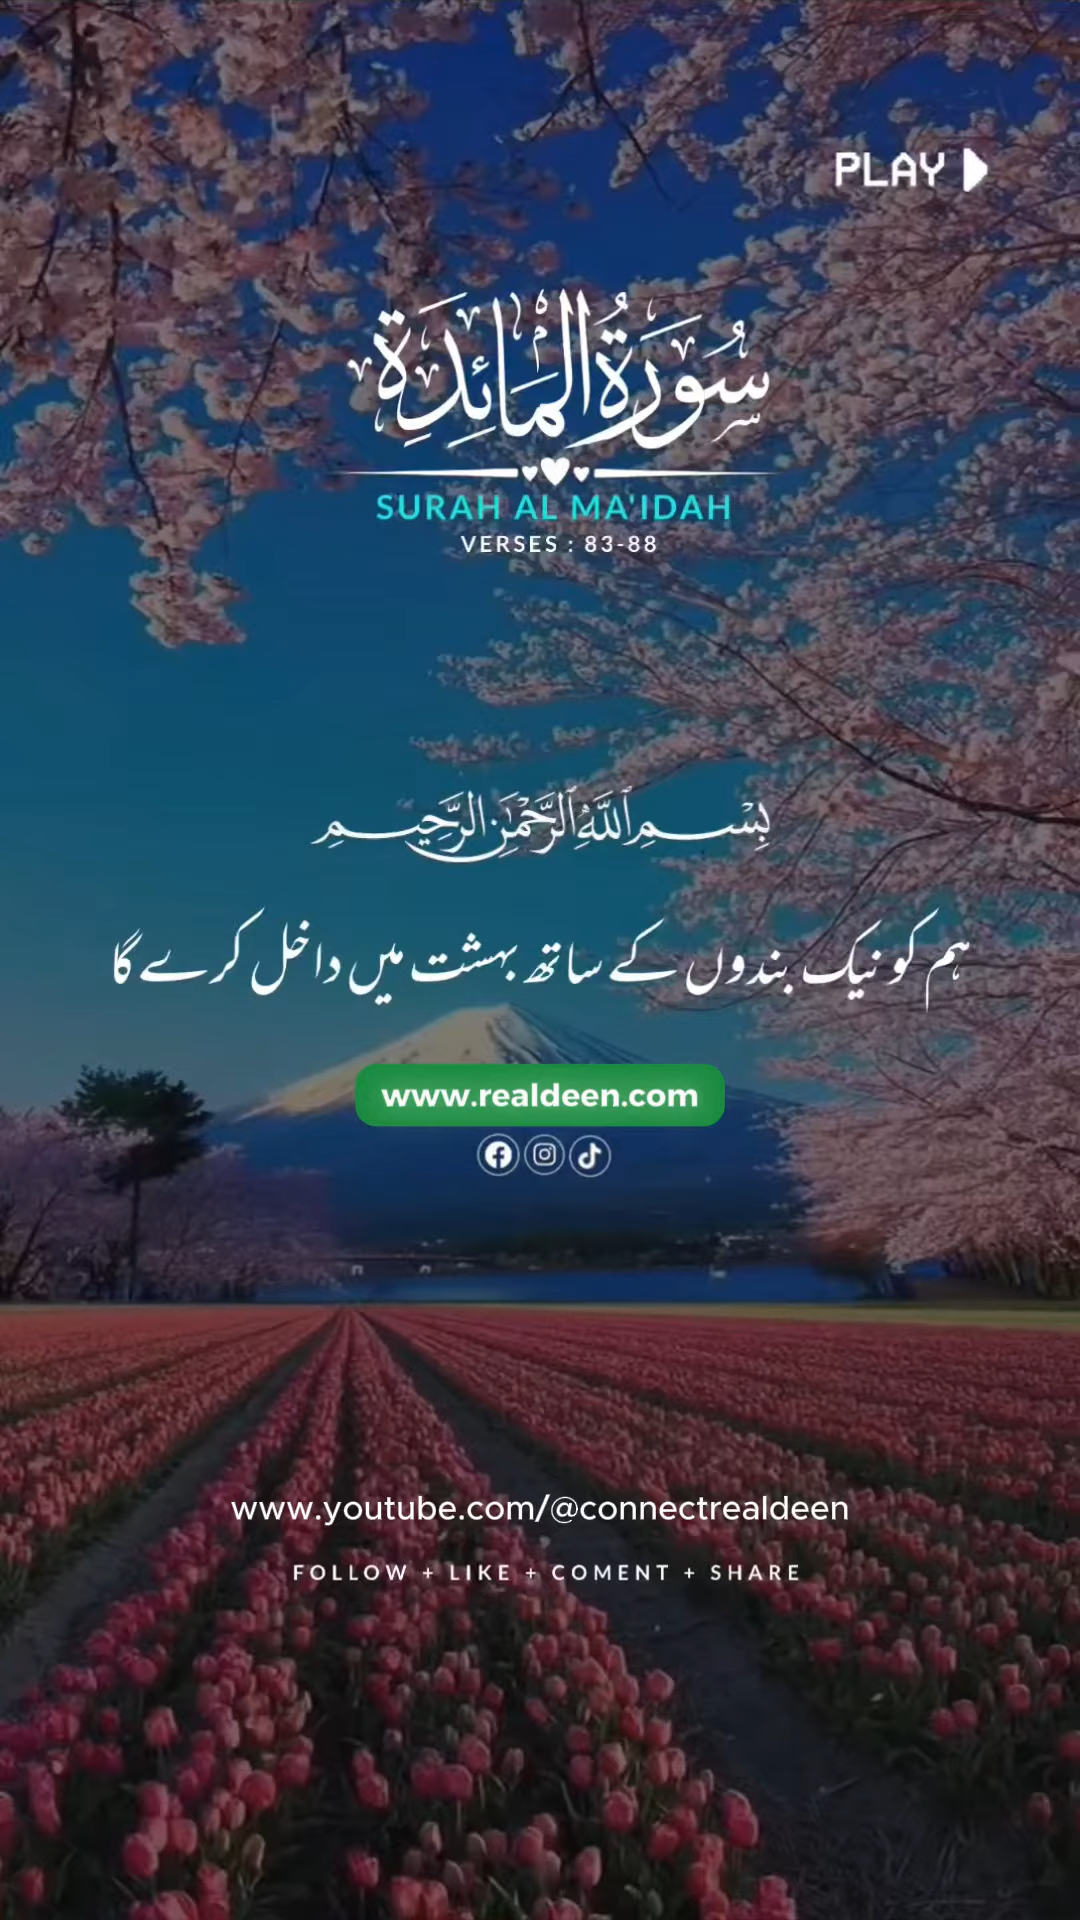 PLAY
سُورَةُ الْمَائِدَةِ
SURAH AL MA'IDAH
VERSES : 83-88
بِسْمِ اللَّهِ الرَّحْمَٰنِ الرَّحِيمِ
ہم کو نیک بندوں کے ساتھ بہشت میں داخل کرے گا
www.realdeen.com
www.youtube.com/@connectrealdeen
FOLLOW + LIKE + COMENT + SHARE